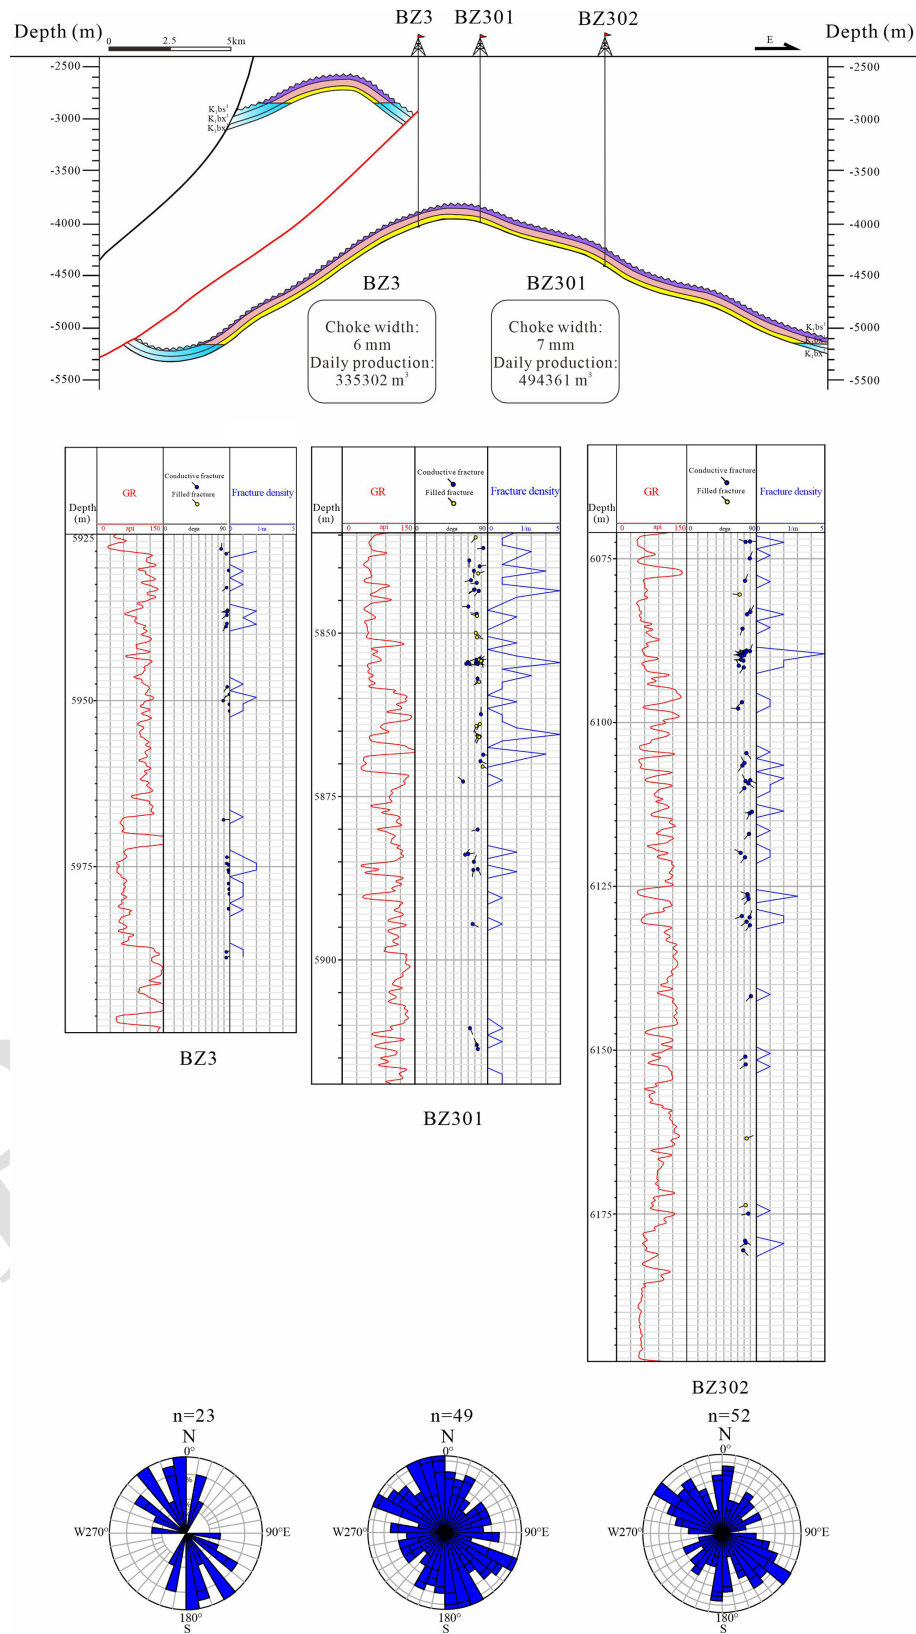 BZ3 BZ301 BZ302
Depth (m) 0 2.5 5km E Depth (m)
-2500 -2500
-3000 -3000
K₁bs³
K₁bx¹
-3500 -3500
-4000 -4000
-4500 -4500
-5000 -5000
-5500 -5500
BZ3 BZ301
Choke width:
6 mm
Daily production:
335302 m³
Choke width:
7 mm
Daily production:
494361 m³
Depth
(m)
GR
0 api 150
Conductive fracture
Filled fracture
0 degs 90
Fracture density
0 1/m 5
5925
5950
5975
BZ3
Depth
(m)
GR
0 api 150
Conductive fracture
Filled fracture
0 degs 90
Fracture density
0 1/m 5
5850
5875
5900
BZ301
Depth
(m)
GR
0 api 150
Conductive fracture
Filled fracture
0 degs 90
Fracture density
0 1/m 5
6075
6100
6125
6150
6175
BZ302
n=23
N
0°
W270° 90°E
180°
S
n=49
N
0°
W270° 90°E
180°
S
n=52
N
0°
W270° 90°E
180°
S